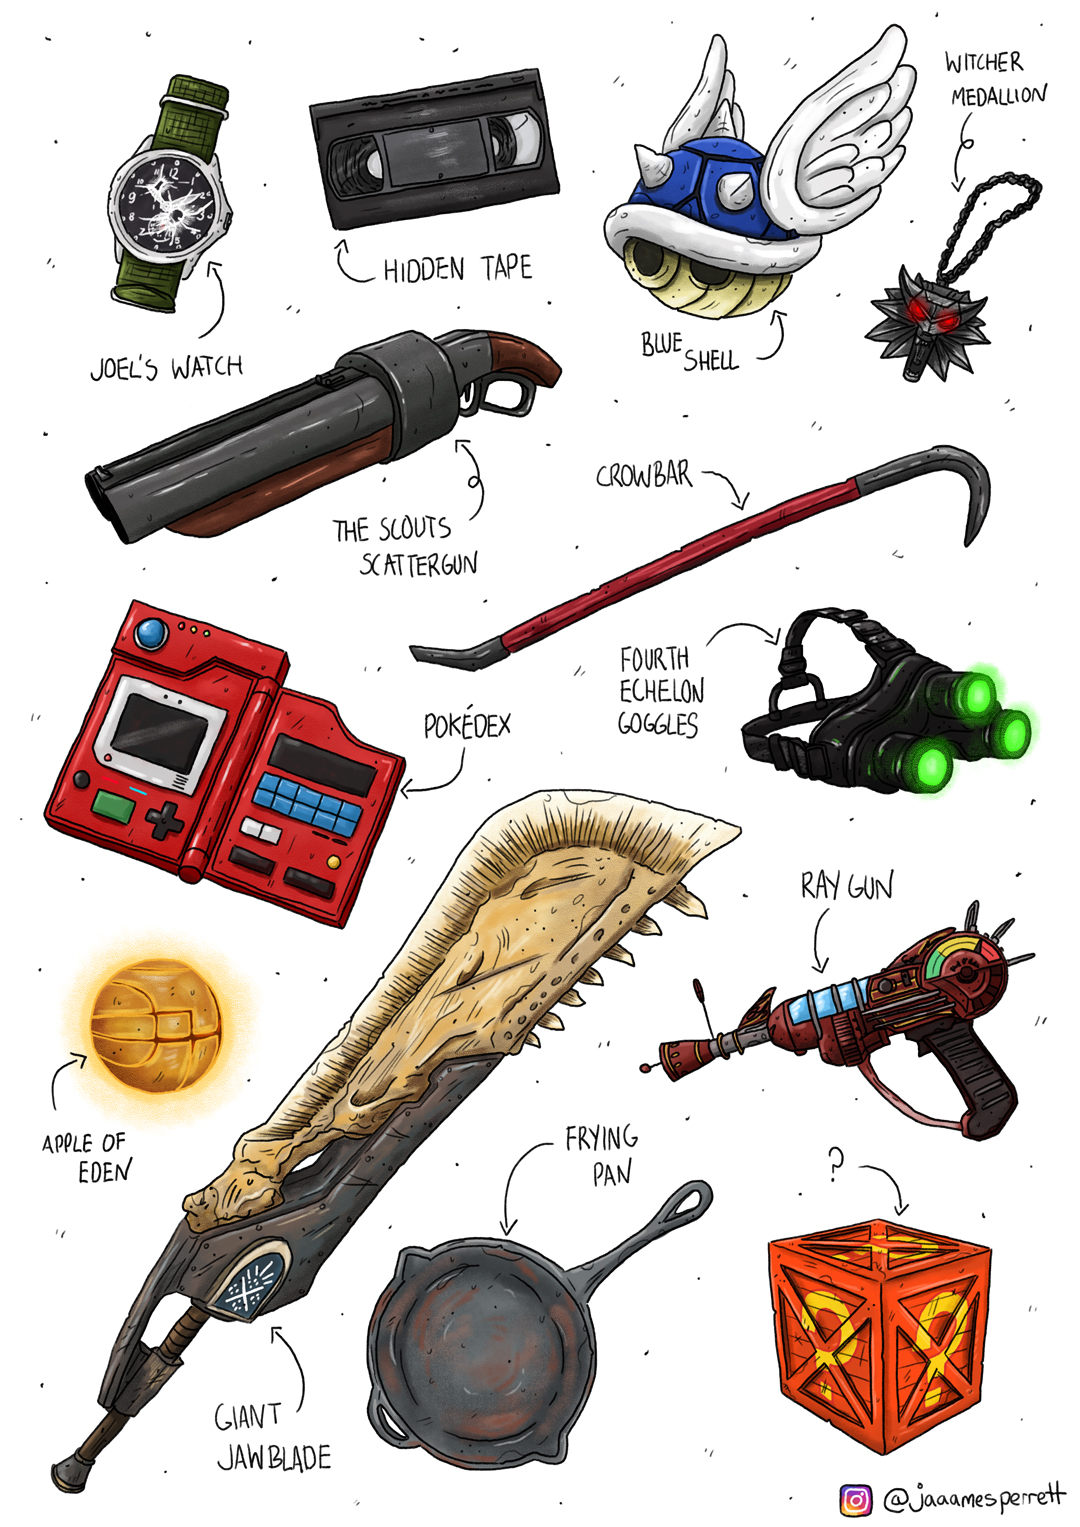 WITCHER
MEDALLION
HIDDEN TAPE
JOEL'S WATCH
BLUE
SHELL
CROWBAR
THE SCOUTS
SCATTERGUN
FOURTH
ECHELON
GOGGLES
POKÉDEX
RAY GUN
APPLE OF
EDEN
FRYING
PAN
?
GIANT
JAWBLADE
@jaaamesperrett